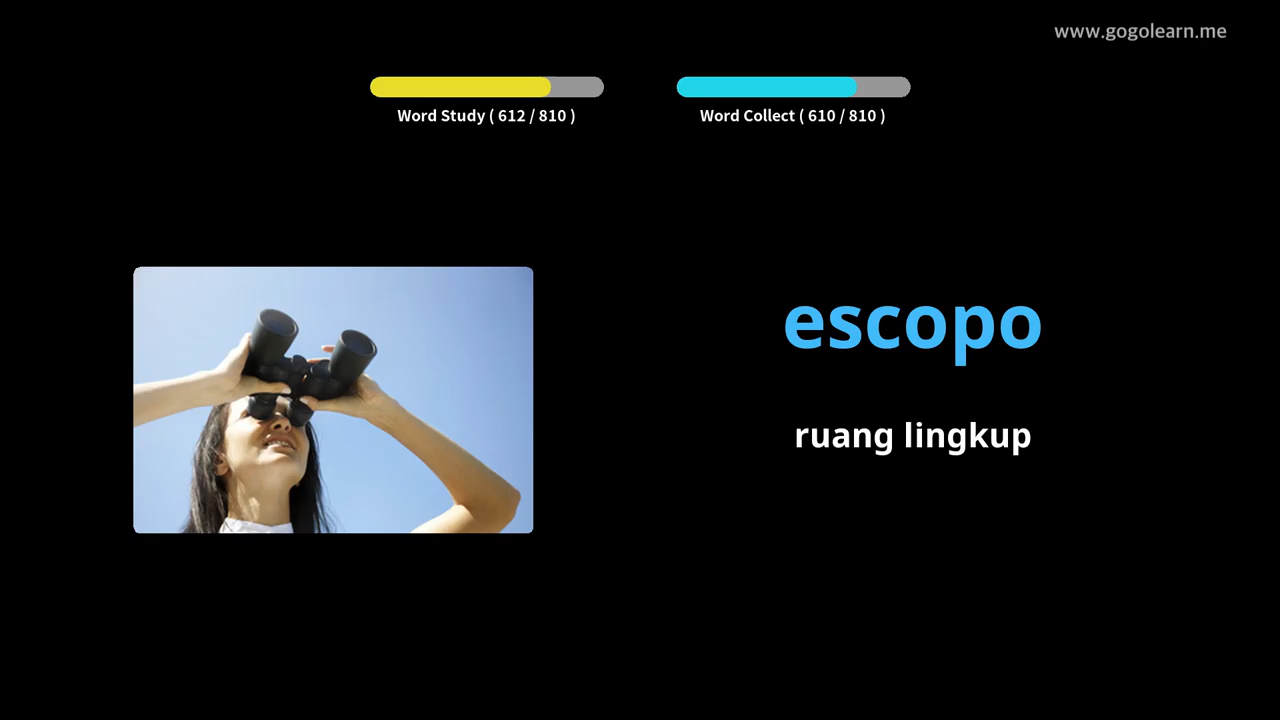 www.gogolearn.me
Word Study ( 612 / 810 )
Word Collect ( 610 / 810 )
escopo
ruang lingkup